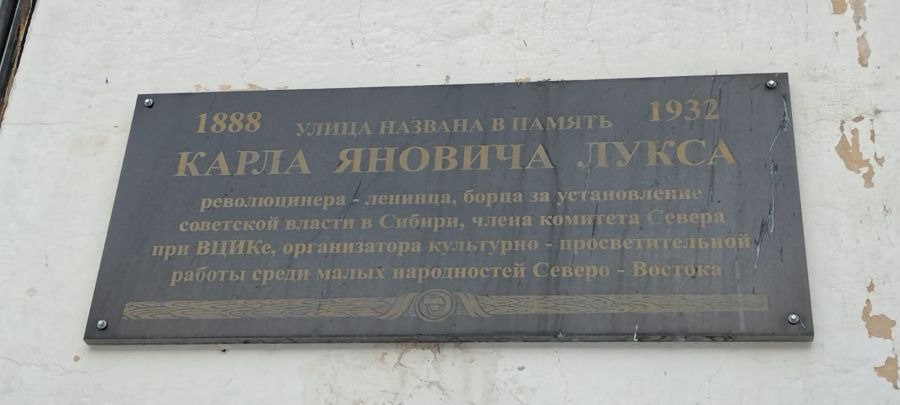 1888 УЛИЦА НАЗВАНА В ПАМЯТЬ 1932
КАРЛА ЯНОВИЧА ЛУКСА
революцинера - ленинца, борца за установление
советской власти в Сибири, члена комитета Севера
при ВЦИКе, организатора культурно - просветительной
работы среди малых народностей Северо - Востока